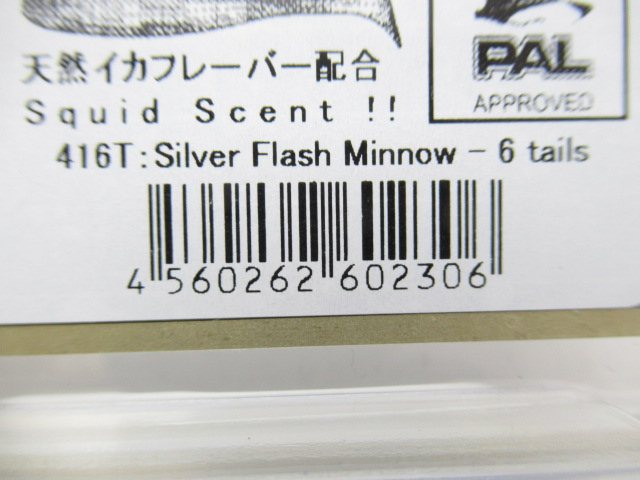 天然イカフレーバー配合
Squid Scent !!
PAL
APPROVED
416T:Silver Flash Minnow - 6 tails
4 560262 602306